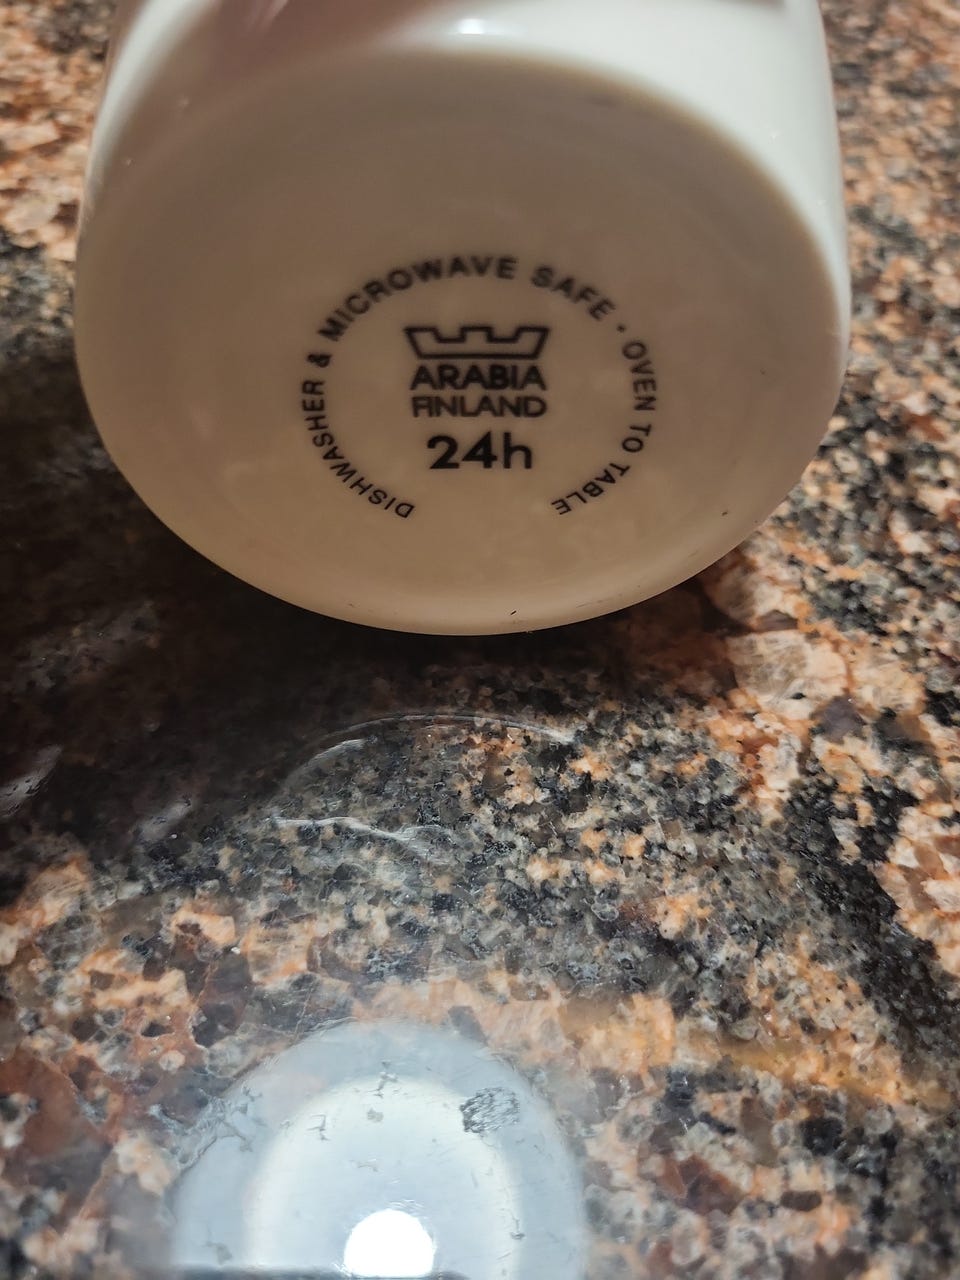 DISHWASHER & MICROWAVE SAFE · OVEN TO TABLE
ARABIA
FINLAND
24h